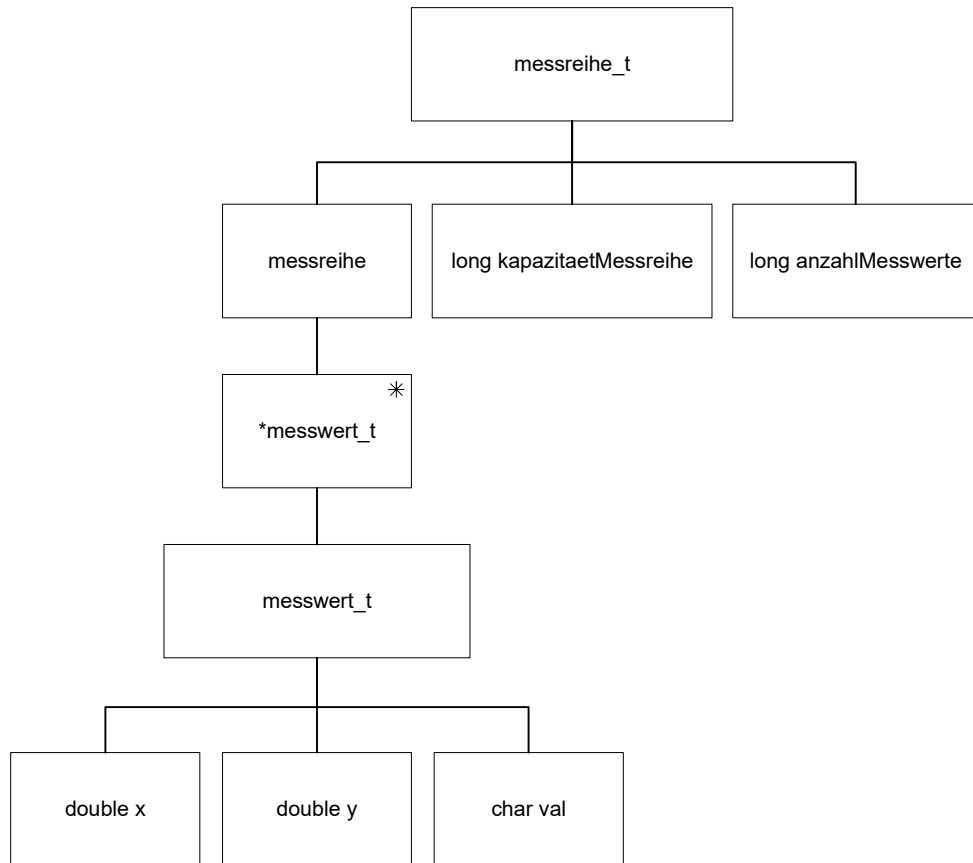 messreihe_t
messreihe
long kapazitaetMessreihe
long anzahlMesswerte
*
*messwert_t
messwert_t
double x
double y
char val